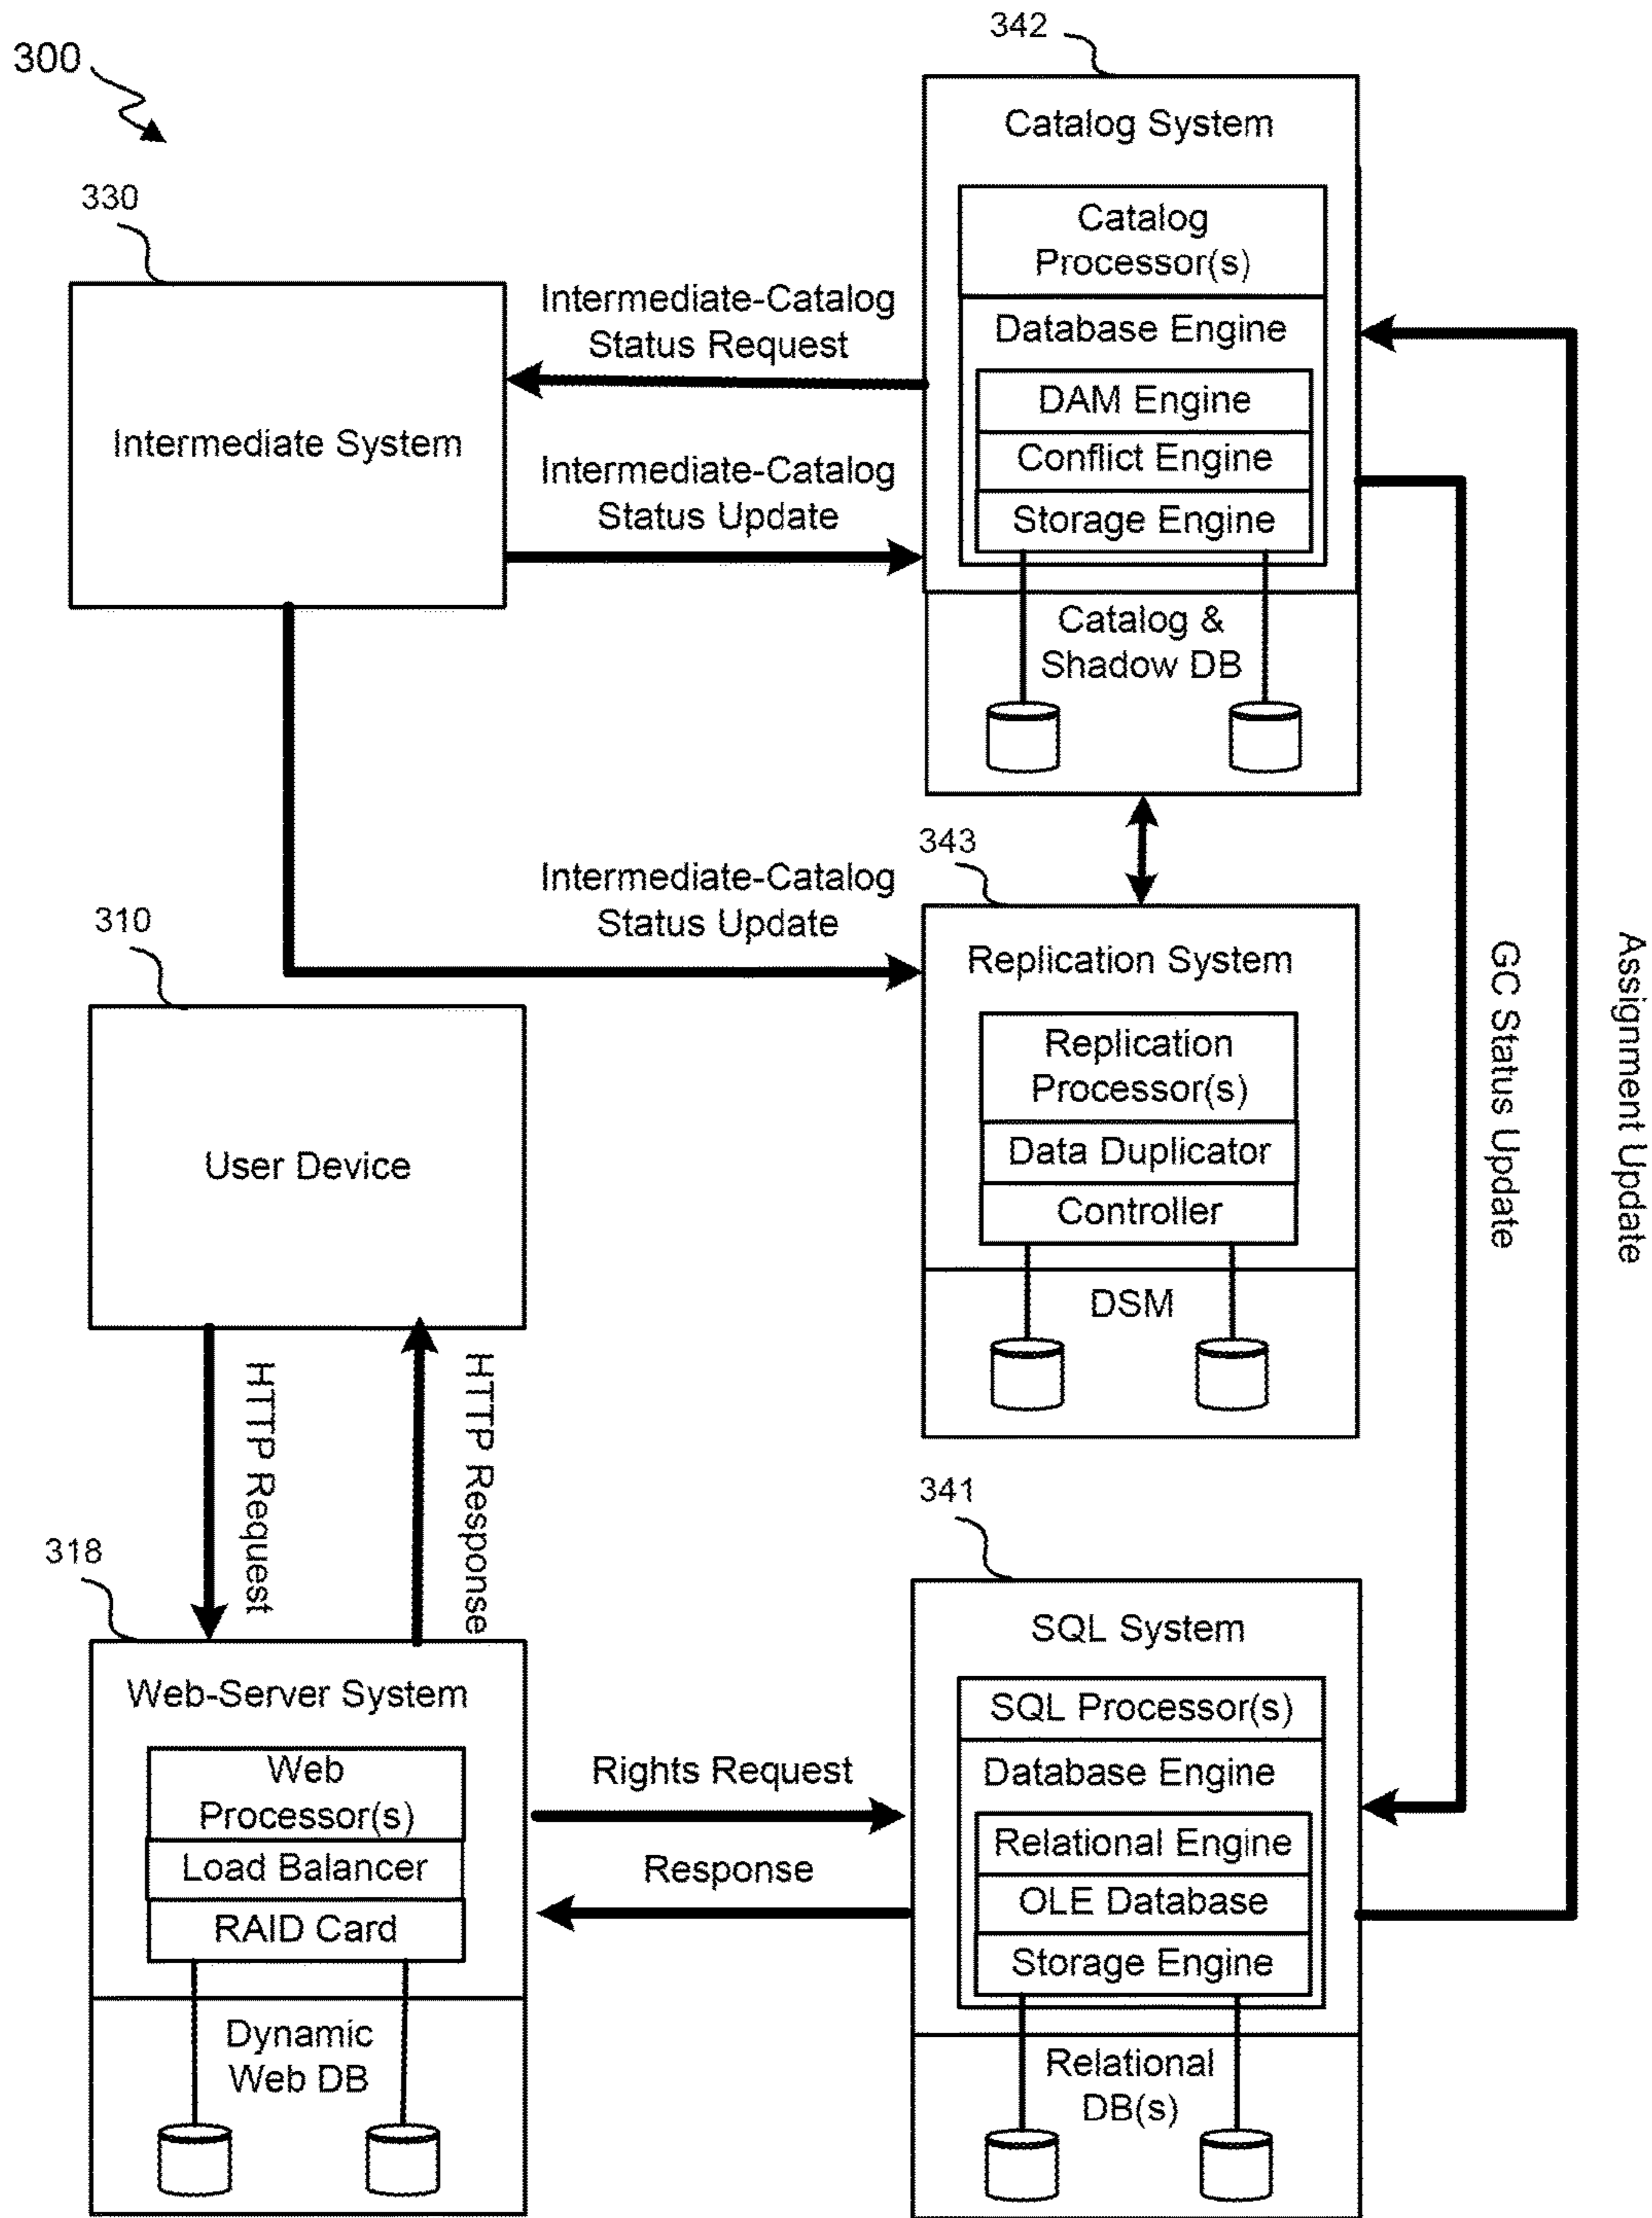 300
342
Catalog System
Catalog
Processor(s)
Database Engine
DAM Engine
Conflict Engine
Storage Engine
Catalog &
Shadow DB
330
Intermediate System
Intermediate-Catalog
Status Request
Intermediate-Catalog
Status Update
Intermediate-Catalog
Status Update
343
Replication System
Replication
Processor(s)
Data Duplicator
Controller
DSM
GC Status Update
Assignment Update
310
User Device
HTTP Request
HTTP Response
318
Web-Server System
Web
Processor(s)
Load Balancer
RAID Card
Dynamic
Web DB
Rights Request
Response
341
SQL System
SQL Processor(s)
Database Engine
Relational Engine
OLE Database
Storage Engine
Relational
DB(s)